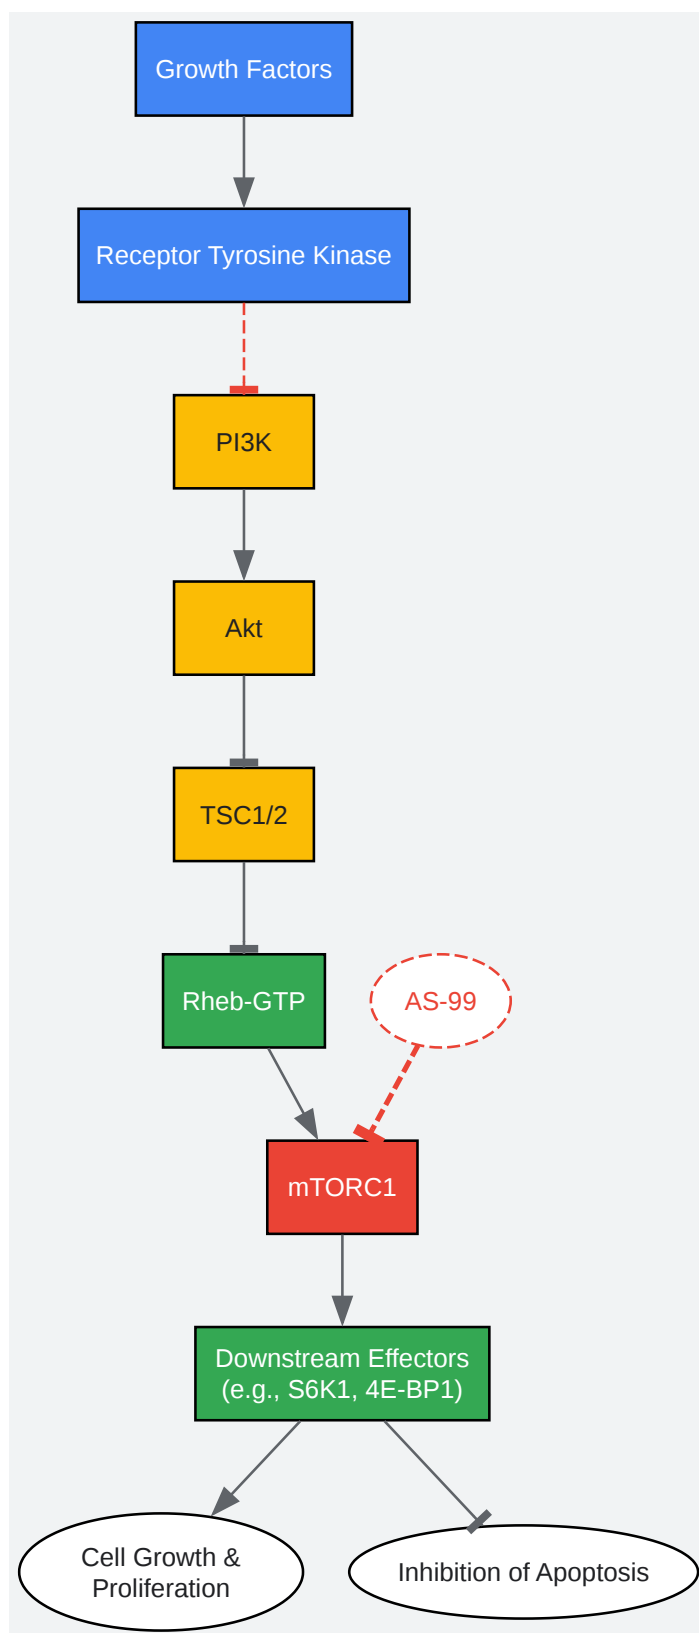 Growth Factors
Receptor Tyrosine Kinase
PI3K
Akt
TSC1/2
Rheb-GTP
AS-99
mTORC1
Downstream Effectors
(e.g., S6K1, 4E-BP1)
Cell Growth &
Proliferation
Inhibition of Apoptosis